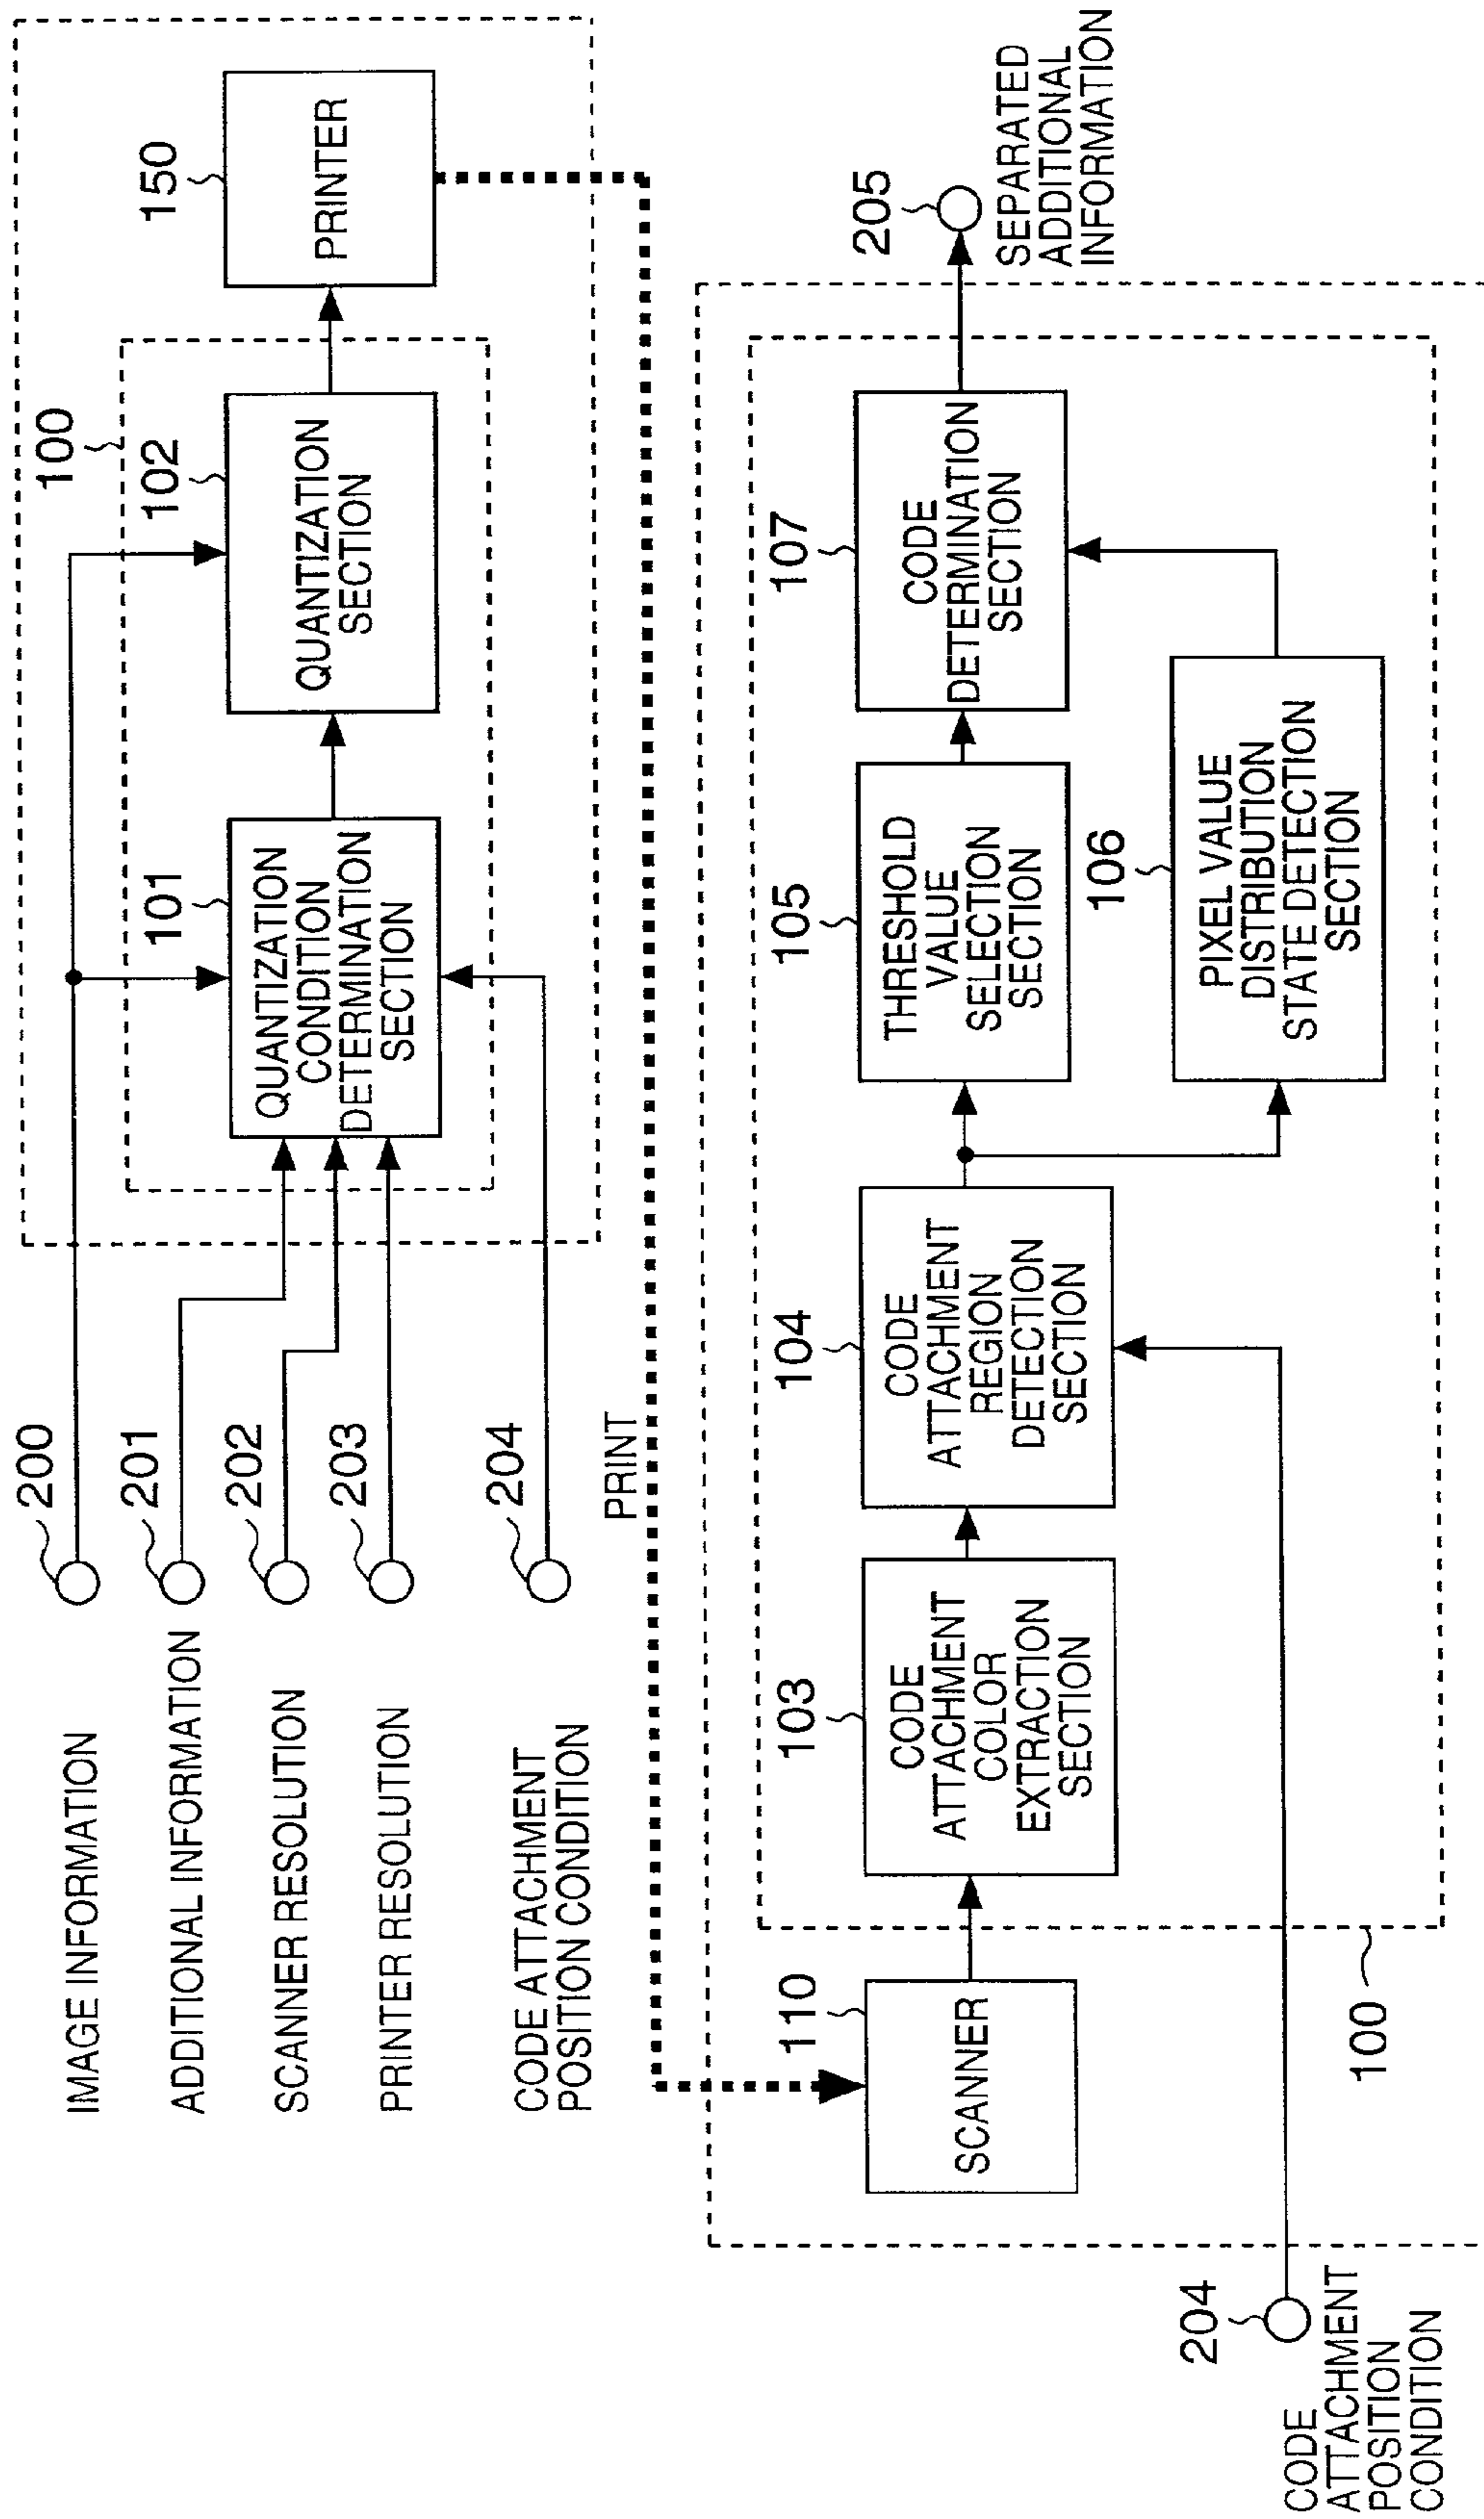 200
IMAGE INFORMATION
201
ADDITIONAL INFORMATION
202
SCANNER RESOLUTION
203
PRINTER RESOLUTION
204
CODE ATTACHMENT
POSITION CONDITION
101
QUANTIZATION
CONDITION
DETERMINATION
SECTION
100
102
QUANTIZATION
SECTION
150
PRINTER
PRINT
110
SCANNER
103
CODE
ATTACHMENT
COLOR
EXTRACTION
SECTION
104
CODE
ATTACHMENT
REGION
DETECTION
SECTION
105
THRESHOLD
VALUE
SELECTION
SECTION
106
PIXEL VALUE
DISTRIBUTION
STATE DETECTION
SECTION
107
CODE
DETERMINATION
SECTION
205
SEPARATED
ADDITIONAL
INFORMATION
100
204
CODE
ATTACHMENT
POSITION
CONDITION